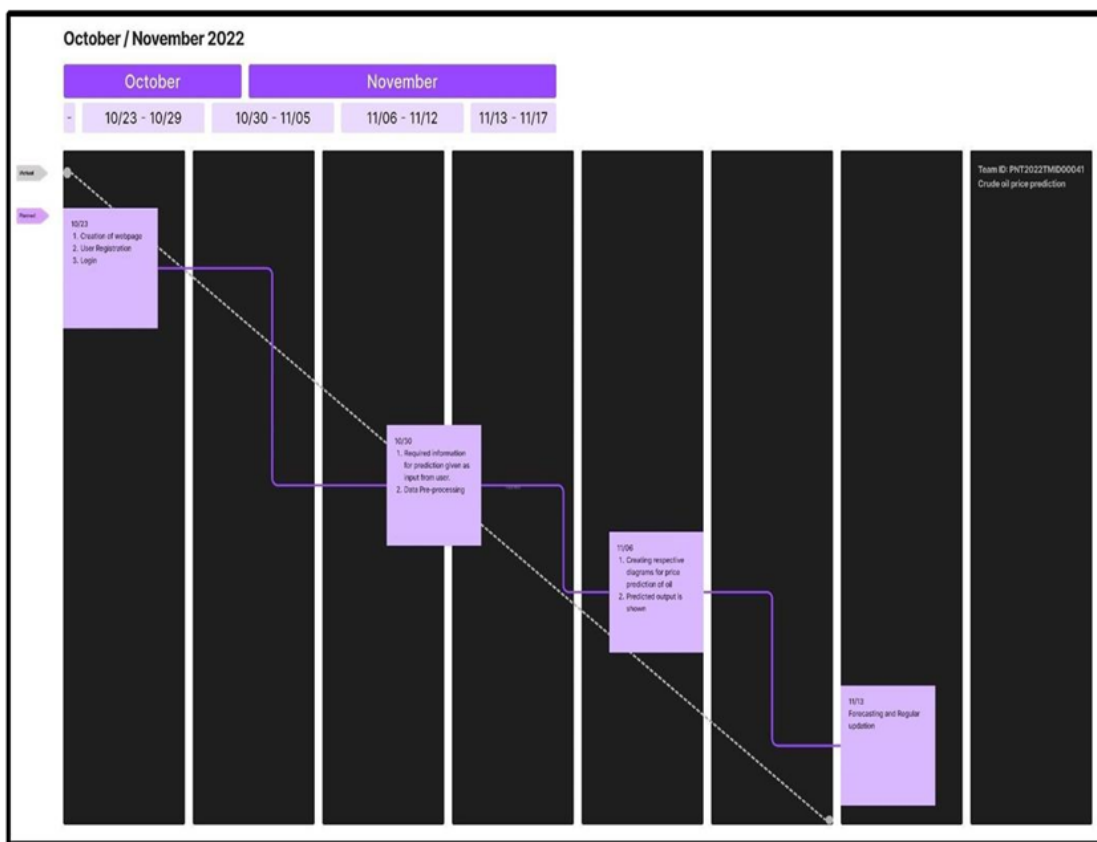 October / November 2022
October
November
-
10/23 - 10/29
10/30 - 11/05
11/06 - 11/12
11/13 - 11/17
Actual
Planned
Team ID: PNT2022TMID00041
Crude oil price prediction
10/23
1. Creation of webpage
2. User Registration
3. Login
10/30
1. Required information
for prediction given as
input from user.
2. Data Pre-processing
11/06
1. Creating respective
diagrams for price
prediction of oil
2. Predicted output is
shown
11/13
Forecasting and Regular
updation